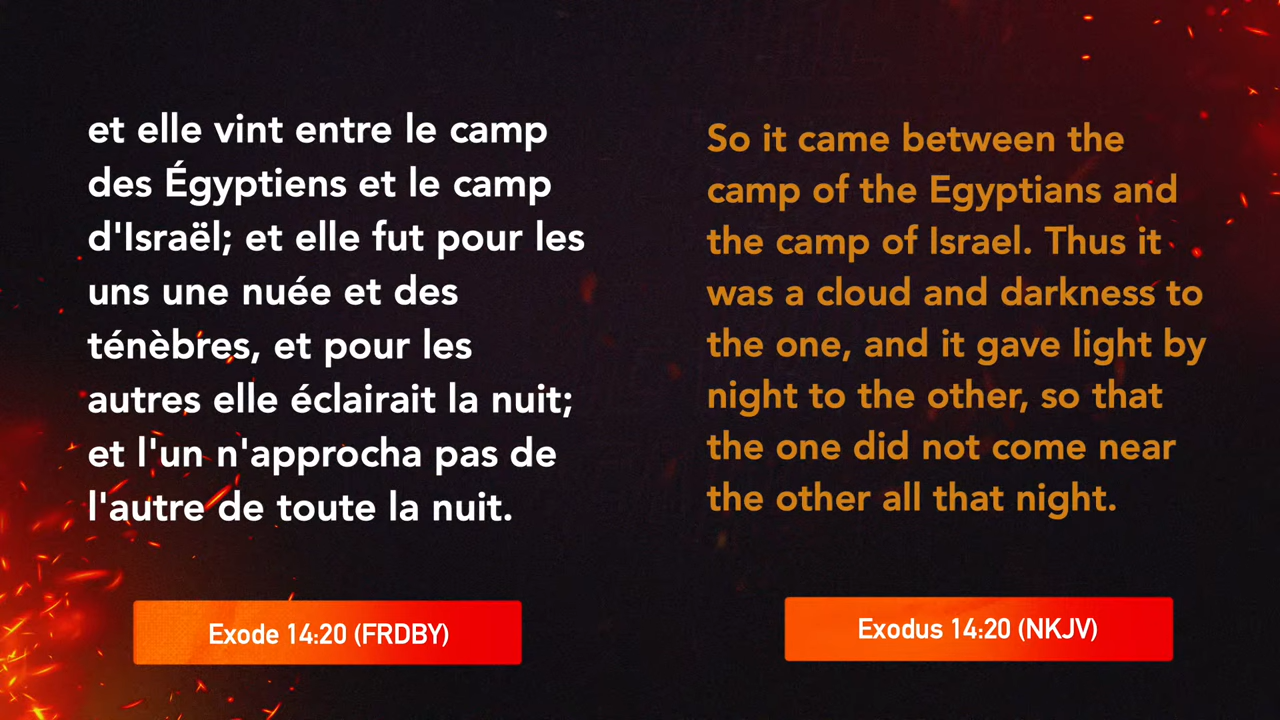 et elle vint entre le camp
des Égyptiens et le camp
d'Israël; et elle fut pour les
uns une nuée et des
ténèbres, et pour les
autres elle éclairait la nuit;
et l'un n'approcha pas de
l'autre de toute la nuit.
Exode 14:20 (FRDBY)
So it came between the
camp of the Egyptians and
the camp of Israel. Thus it
was a cloud and darkness to
the one, and it gave light by
night to the other, so that
the one did not come near
the other all that night.
Exodus 14:20 (NKJV)